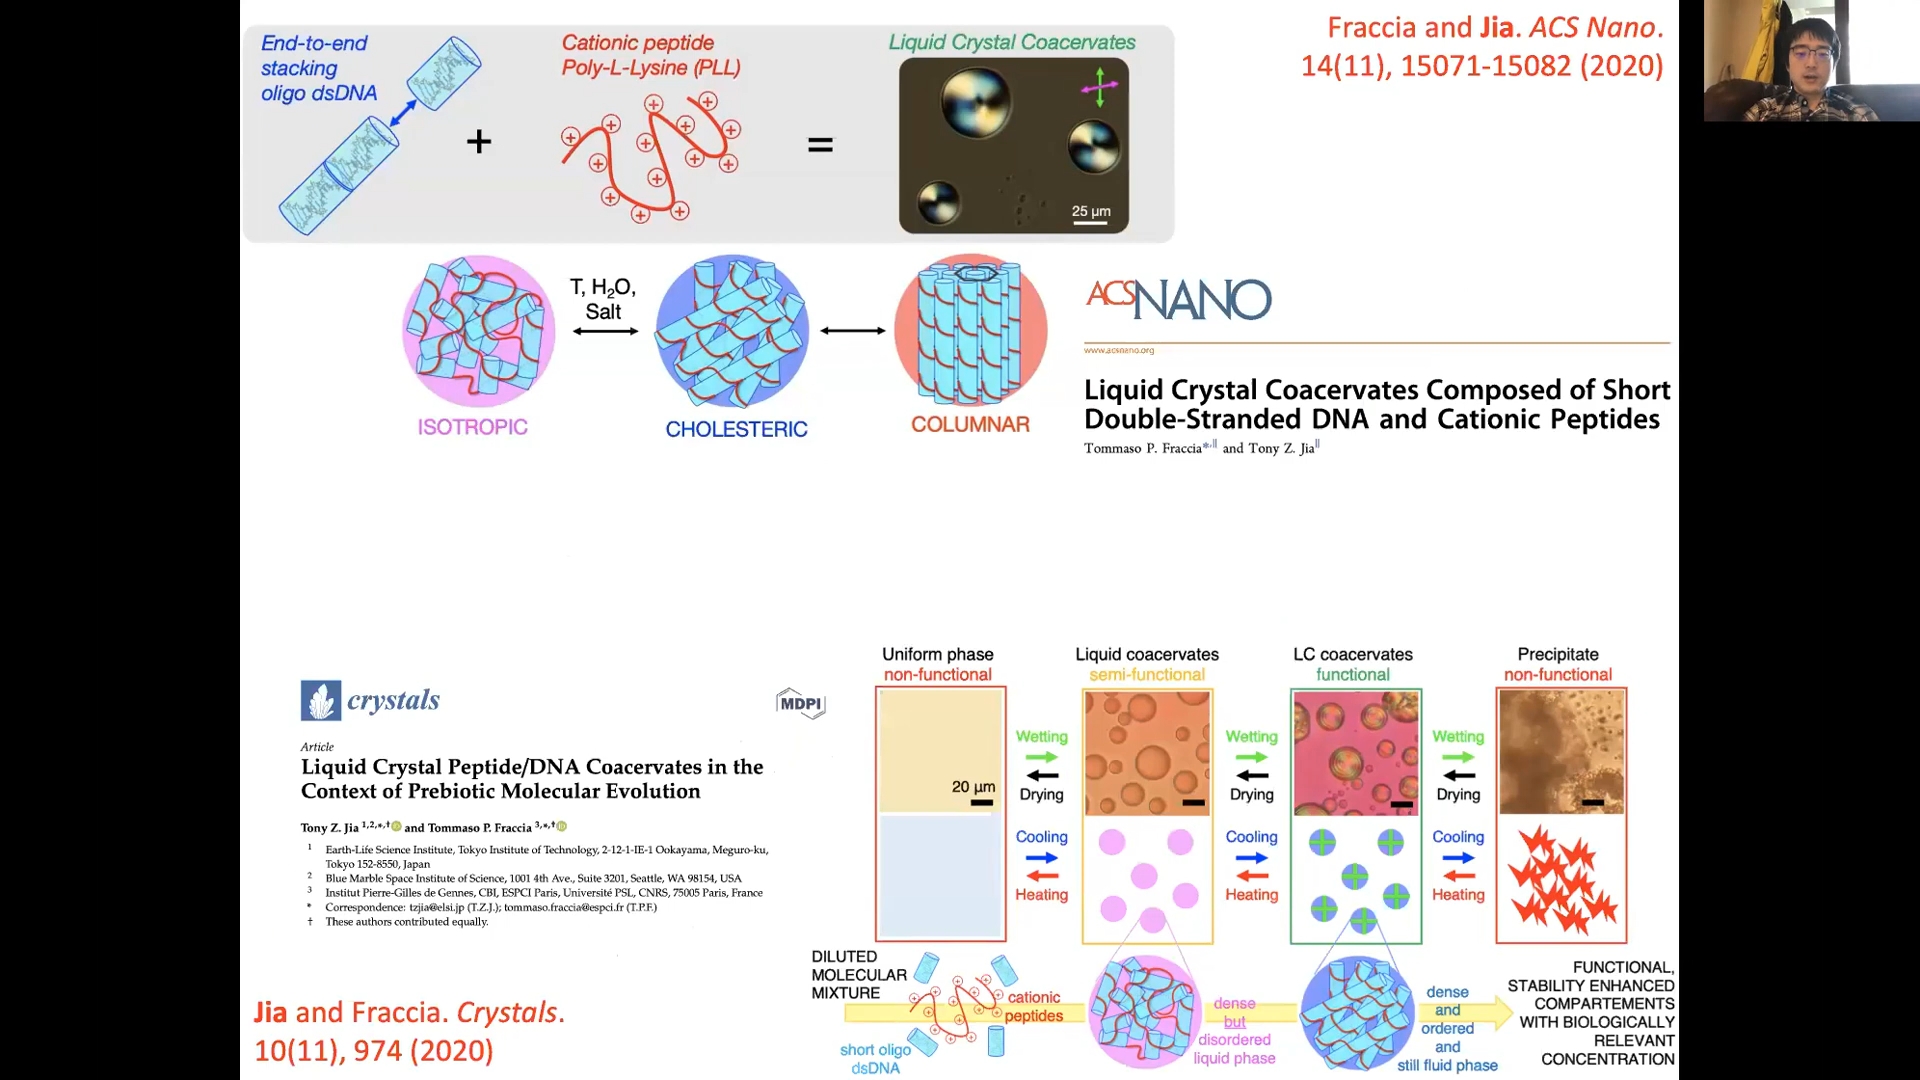 End-to-end
stacking
oligo dsDNA
+
Cationic peptide
Poly-L-Lysine (PLL)
=
Liquid Crystal Coacervates
25 µm
Fraccia and Jia. ACS Nano.
14(11), 15071-15082 (2020)
T, H₂O,
Salt
ISOTROPIC
CHOLESTERIC
COLUMNAR
ACSNANO
www.acsnano.org
Liquid Crystal Coacervates Composed of Short
Double-Stranded DNA and Cationic Peptides
Tommaso P. Fraccia*,‖ and Tony Z. Jia‖
crystals
MDPI
Article
Liquid Crystal Peptide/DNA Coacervates in the
Context of Prebiotic Molecular Evolution
Tony Z. Jia 1,2,*,† and Tommaso P. Fraccia 3,*,†
1 Earth-Life Science Institute, Tokyo Institute of Technology, 2-12-1-IE-1 Ookayama, Meguro-ku,
Tokyo 152-8550, Japan
2 Blue Marble Space Institute of Science, 1001 4th Ave., Suite 3201, Seattle, WA 98154, USA
3 Institut Pierre-Gilles de Gennes, CBI, ESPCI Paris, Université PSL, CNRS, 75005 Paris, France
* Correspondence: tzjia@elsi.jp (T.Z.J.); tommaso.fraccia@espci.fr (T.P.F.)
† These authors contributed equally.
Jia and Fraccia. Crystals.
10(11), 974 (2020)
Uniform phase
non-functional
Liquid coacervates
semi-functional
LC coacervates
functional
Precipitate
non-functional
20 µm
Wetting
Drying
Cooling
Heating
Wetting
Drying
Cooling
Heating
Wetting
Drying
Cooling
Heating
DILUTED
MOLECULAR
MIXTURE
cationic
peptides
short oligo
dsDNA
dense
but
disordered
liquid phase
dense
and
ordered
and
still fluid phase
FUNCTIONAL,
STABILITY ENHANCED
COMPARTEMENTS
WITH BIOLOGICALLY
RELEVANT
CONCENTRATION